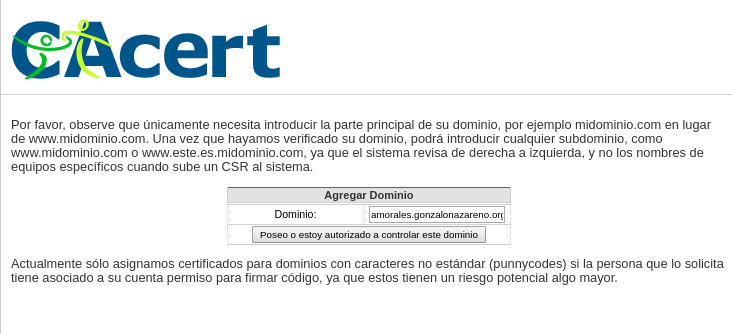 CAcert
Por favor, observe que únicamente necesita introducir la parte principal de su dominio, por ejemplo midominio.com en lugar
de www.midominio.com. Una vez que hayamos verificado su dominio, podrá introducir cualquier subdominio, como
www.midominio.com o www.este.es.midominio.com, ya que el sistema revisa de derecha a izquierda, y no los nombres de
equipos específicos cuando sube un CSR al sistema.
Agregar Dominio
Dominio: amorales.gonzalonazareno.org
Poseo o estoy autorizado a controlar este dominio
Actualmente sólo asignamos certificados para dominios con caracteres no estándar (punnycodes) si la persona que lo solicita
tiene asociado a su cuenta permiso para firmar código, ya que estos tienen un riesgo potencial algo mayor.